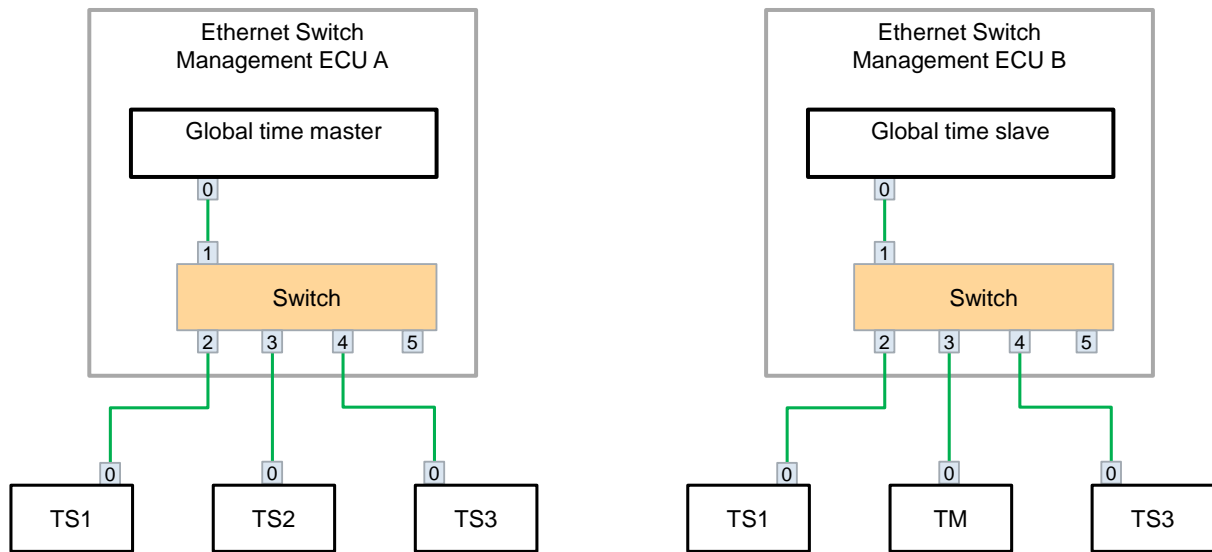 Ethernet Switch
Management ECU A
Global time master
0
1
Switch
2 3 4 5
0 0 0
TS1 TS2 TS3
Ethernet Switch
Management ECU B
Global time slave
0
1
Switch
2 3 4 5
0 0 0
TS1 TM TS3